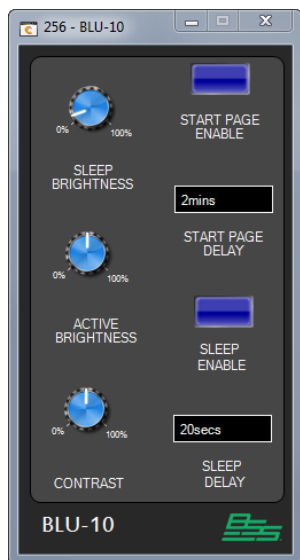 256 - BLU-10
0%
100%
SLEEP
BRIGHTNESS
START PAGE
ENABLE
2mins
START PAGE
DELAY
0%
100%
ACTIVE
BRIGHTNESS
SLEEP
ENABLE
0%
100%
CONTRAST
20secs
SLEEP
DELAY
BLU-10
BSS